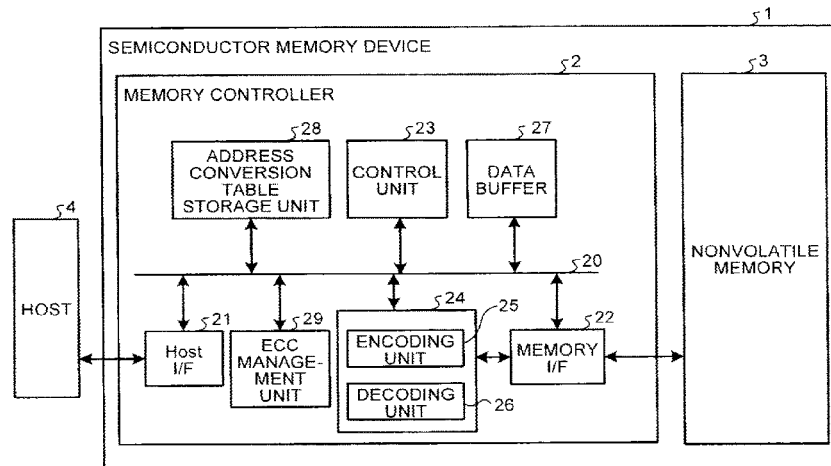 1
SEMICONDUCTOR MEMORY DEVICE
2
3
MEMORY CONTROLLER
28
23
27
ADDRESS
CONVERSION
TABLE
STORAGE UNIT
CONTROL
UNIT
DATA
BUFFER
4
HOST
20
NONVOLATILE
MEMORY
21
Host
I/F
29
ECC
MANAGE-
MENT
UNIT
24
25
ENCODING
UNIT
DECODING
UNIT
26
22
MEMORY
I/F